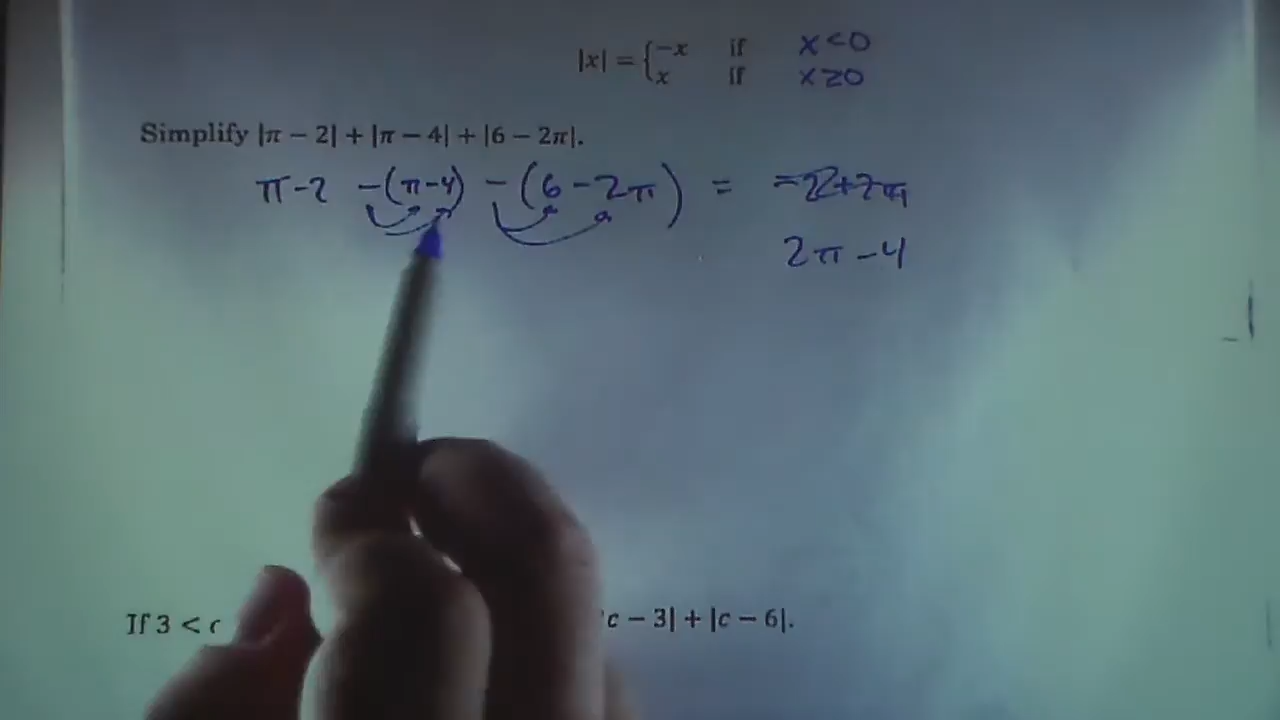 |x| = { -x if x<0
x if x≥0
Simplify |π − 2| + |π − 4| + |6 − 2π|.
π-2 -(π-4) -(6-2π) =
2π-4
If 3 < c − 3| + |c − 6|.